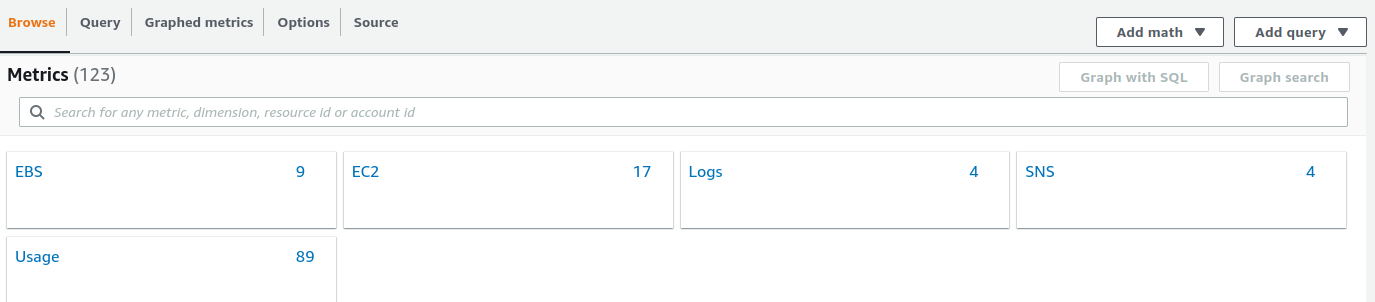 Browse Query Graphed metrics Options Source
Add math Add query
Metrics (123)
Graph with SQL Graph search
Search for any metric, dimension, resource id or account id
EBS 9 EC2 17 Logs 4 SNS 4
Usage 89